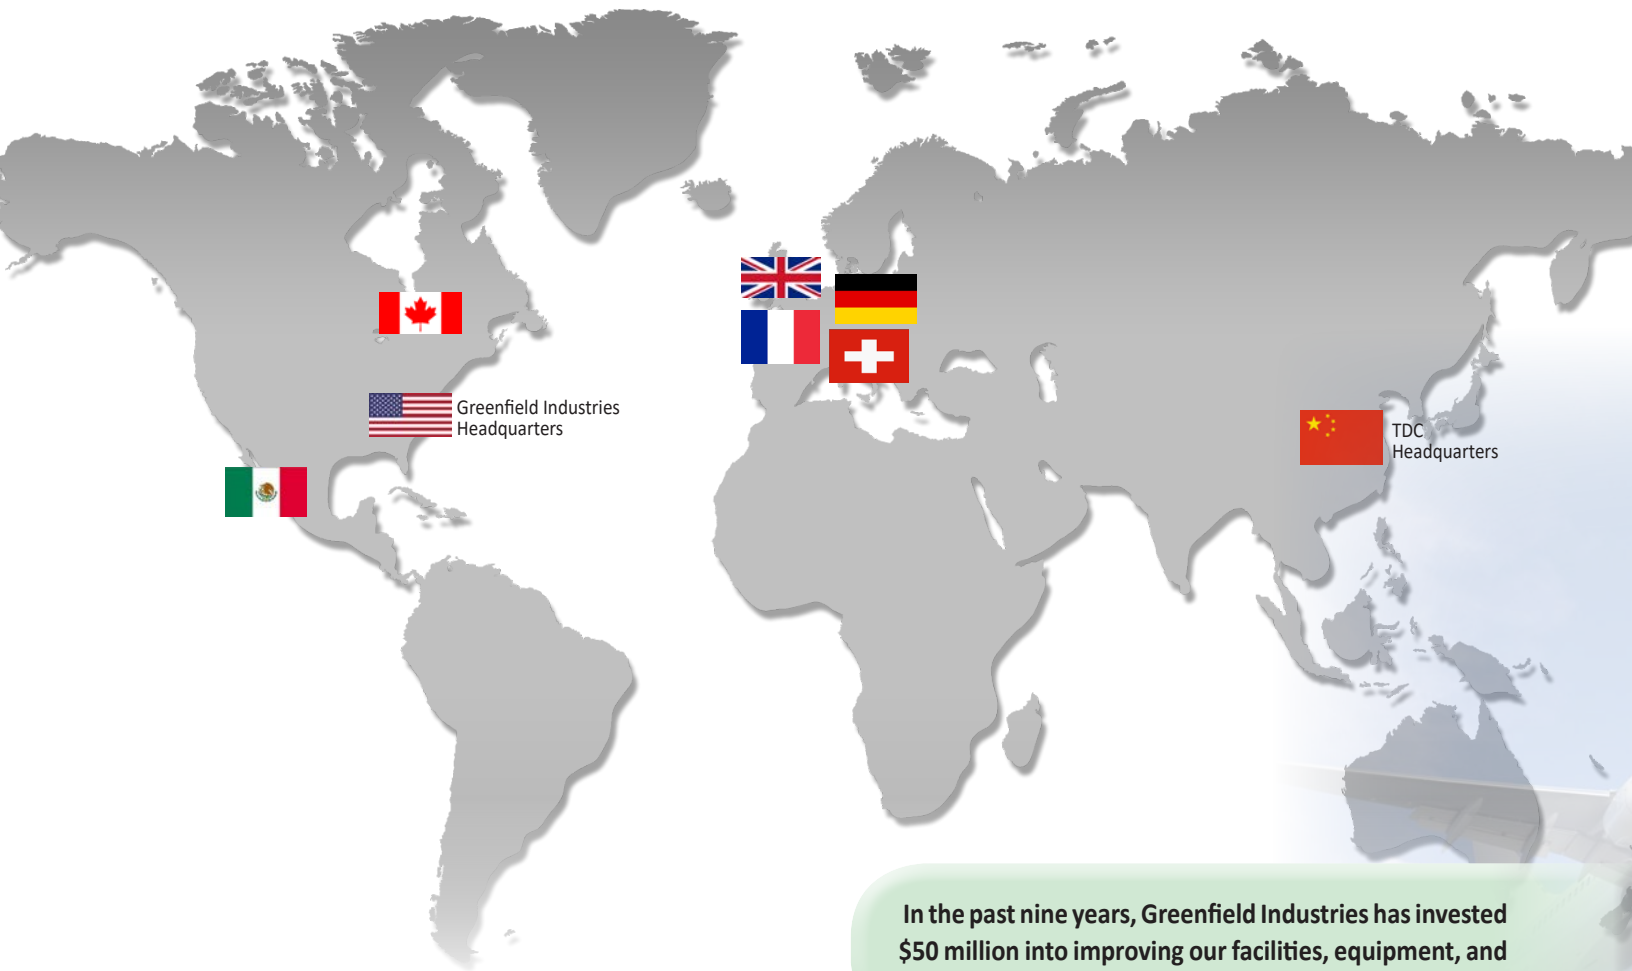 Greenfield Industries
Headquarters
TDC
Headquarters
In the past nine years, Greenfield Industries has invested
$50 million into improving our facilities, equipment, and